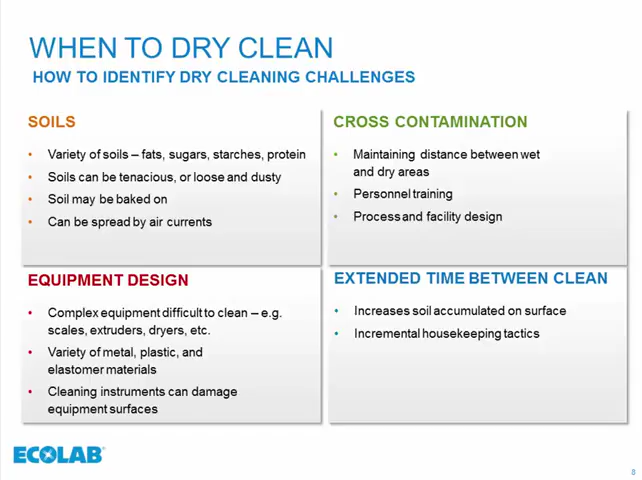 WHEN TO DRY CLEAN
HOW TO IDENTIFY DRY CLEANING CHALLENGES
SOILS
• Variety of soils – fats, sugars, starches, protein
• Soils can be tenacious, or loose and dusty
• Soil may be baked on
• Can be spread by air currents
CROSS CONTAMINATION
• Maintaining distance between wet
and dry areas
• Personnel training
• Process and facility design
EQUIPMENT DESIGN
• Complex equipment difficult to clean – e.g.
scales, extruders, dryers, etc.
• Variety of metal, plastic, and
elastomer materials
• Cleaning instruments can damage
equipment surfaces
EXTENDED TIME BETWEEN CLEAN
• Increases soil accumulated on surface
• Incremental housekeeping tactics
ECOLAB®
8